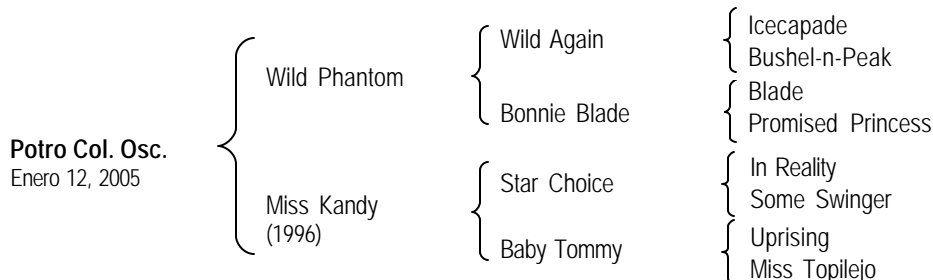 Potro Col. Osc.
Enero 12, 2005
Wild Phantom
Miss Kandy
(1996)
Wild Again
Bonnie Blade
Star Choice
Baby Tommy
Icecapade
Bushel-n-Peak
Blade
Promised Princess
In Reality
Some Swinger
Uprising
Miss Topilejo